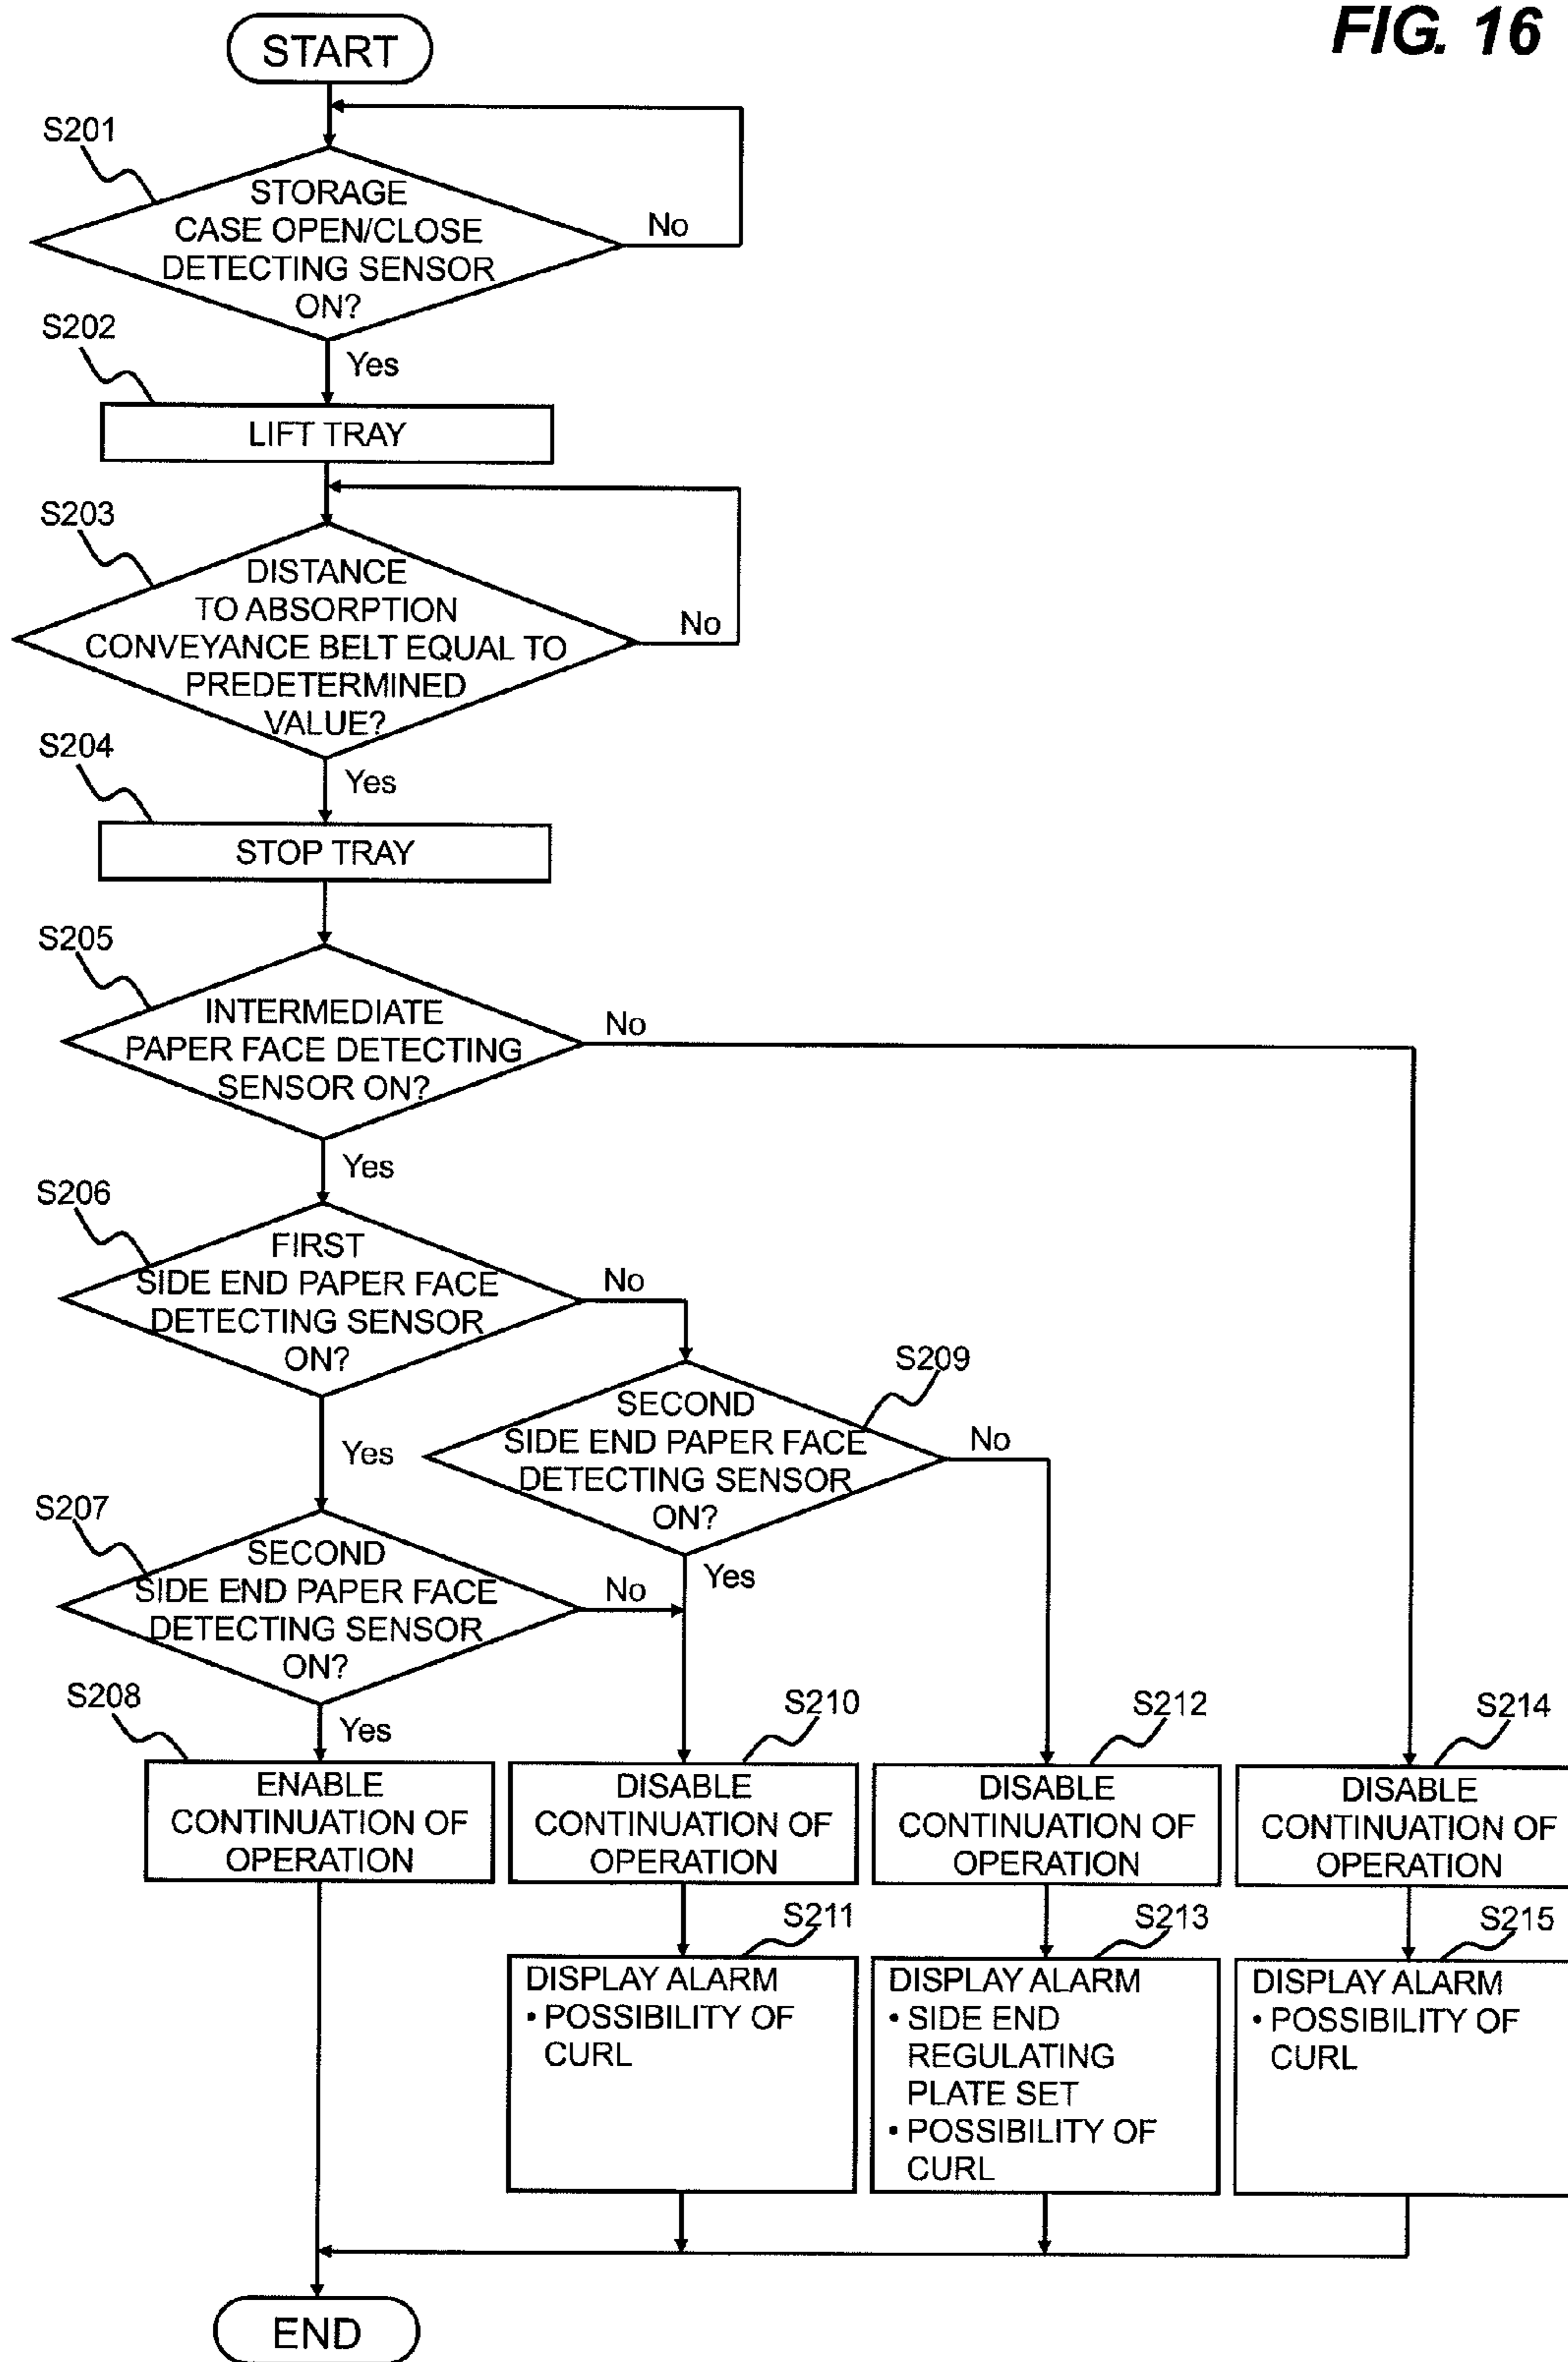 FIG. 16
START
S201
STORAGE
CASE OPEN/CLOSE
DETECTING SENSOR
ON?
No
Yes
S202
LIFT TRAY
S203
DISTANCE
TO ABSORPTION
CONVEYANCE BELT EQUAL TO
PREDETERMINED
VALUE?
No
Yes
S204
STOP TRAY
S205
INTERMEDIATE
PAPER FACE DETECTING
SENSOR ON?
No
Yes
S206
FIRST
SIDE END PAPER FACE
DETECTING SENSOR
ON?
No
Yes
S209
SECOND
SIDE END PAPER FACE
DETECTING SENSOR
ON?
No
Yes
S207
SECOND
SIDE END PAPER FACE
DETECTING SENSOR
ON?
No
Yes
S208
ENABLE
CONTINUATION OF
OPERATION
S210
DISABLE
CONTINUATION OF
OPERATION
S212
DISABLE
CONTINUATION OF
OPERATION
S214
DISABLE
CONTINUATION OF
OPERATION
S211
DISPLAY ALARM
• POSSIBILITY OF
CURL
S213
DISPLAY ALARM
• SIDE END
REGULATING
PLATE SET
• POSSIBILITY OF
CURL
S215
DISPLAY ALARM
• POSSIBILITY OF
CURL
END